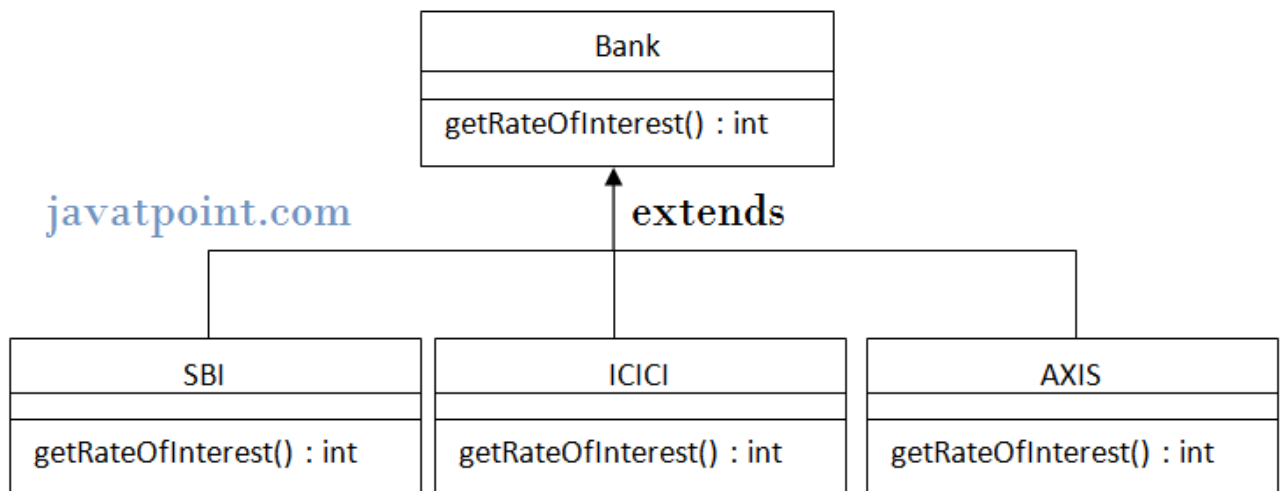 Bank
getRateOfInterest() : int
javatpoint.com
extends
SBI
ICICI
AXIS
getRateOfInterest() : int
getRateOfInterest() : int
getRateOfInterest() : int